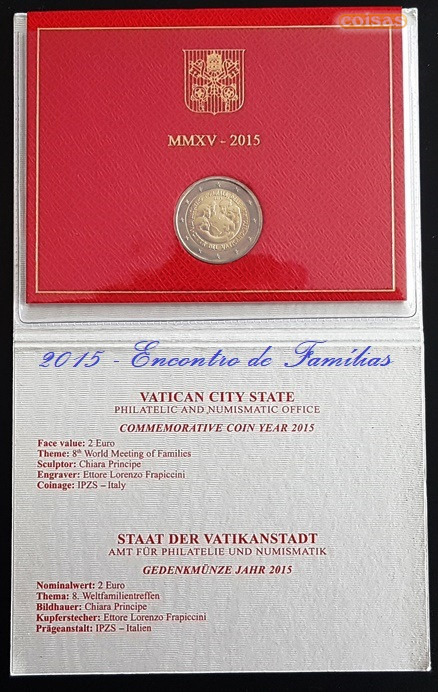 coisas
MMXV - 2015
2015 - Encontro de Famílias
VATICAN CITY STATE
PHILATELIC AND NUMISMATIC OFFICE
COMMEMORATIVE COIN YEAR 2015
Face value: 2 Euro
Theme: 8th World Meeting of Families
Sculptor: Chiara Principe
Engraver: Ettore Lorenzo Frapiccini
Coinage: IPZS – Italy
STAAT DER VATIKANSTADT
AMT FÜR PHILATELIE UND NUMISMATIK
GEDENKMÜNZE JAHR 2015
Nominalwert: 2 Euro
Thema: 8. Weltfamilientreffen
Bildhauer: Chiara Principe
Kupferstecher: Ettore Lorenzo Frapiccini
Prägeanstalt: IPZS – Italien